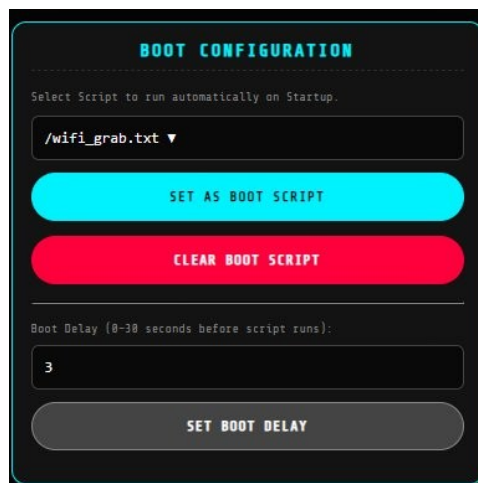 BOOT CONFIGURATION
Select Script to run automatically on Startup.
/wifi_grab.txt ▼
SET AS BOOT SCRIPT
CLEAR BOOT SCRIPT
Boot Delay (0-30 seconds before script runs):
3
SET BOOT DELAY